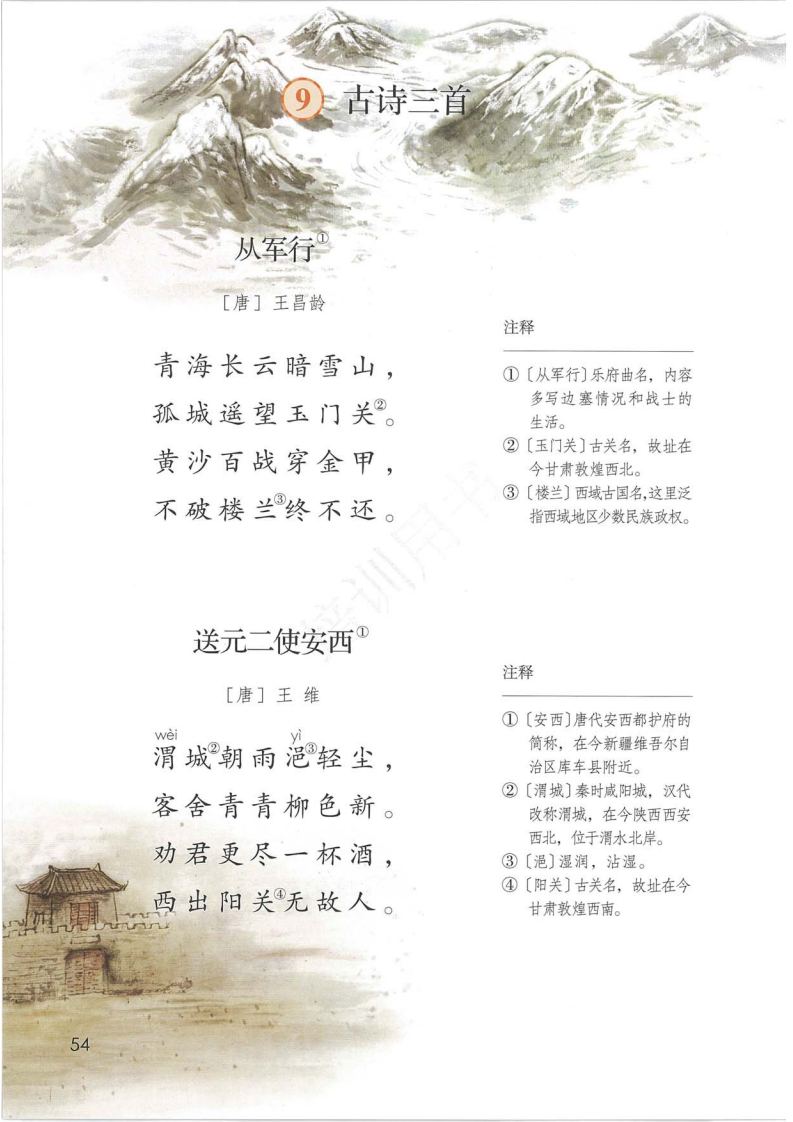 9 古诗三首
从军行①
［唐］王昌龄
青海长云暗雪山，
孤城遥望玉门关②。
黄沙百战穿金甲，
不破楼兰③终不还。
注释
①〔从军行〕乐府曲名，内容
多写边塞情况和战士的
生活。
②〔玉门关〕古关名，故址在
今甘肃敦煌西北。
③〔楼兰〕西域古国名，这里泛
指西域地区少数民族政权。
培训用书
送元二使安西①
［唐］王 维
wèi yì
渭城②朝雨浥③轻尘，
客舍青青柳色新。
劝君更尽一杯酒，
西出阳关④无故人。
注释
①〔安西〕唐代安西都护府的
简称，在今新疆维吾尔自
治区库车县附近。
②〔渭城〕秦时咸阳城，汉代
改称渭城，在今陕西西安
西北，位于渭水北岸。
③〔浥〕湿润，沾湿。
④〔阳关〕古关名，故址在今
甘肃敦煌西南。
54